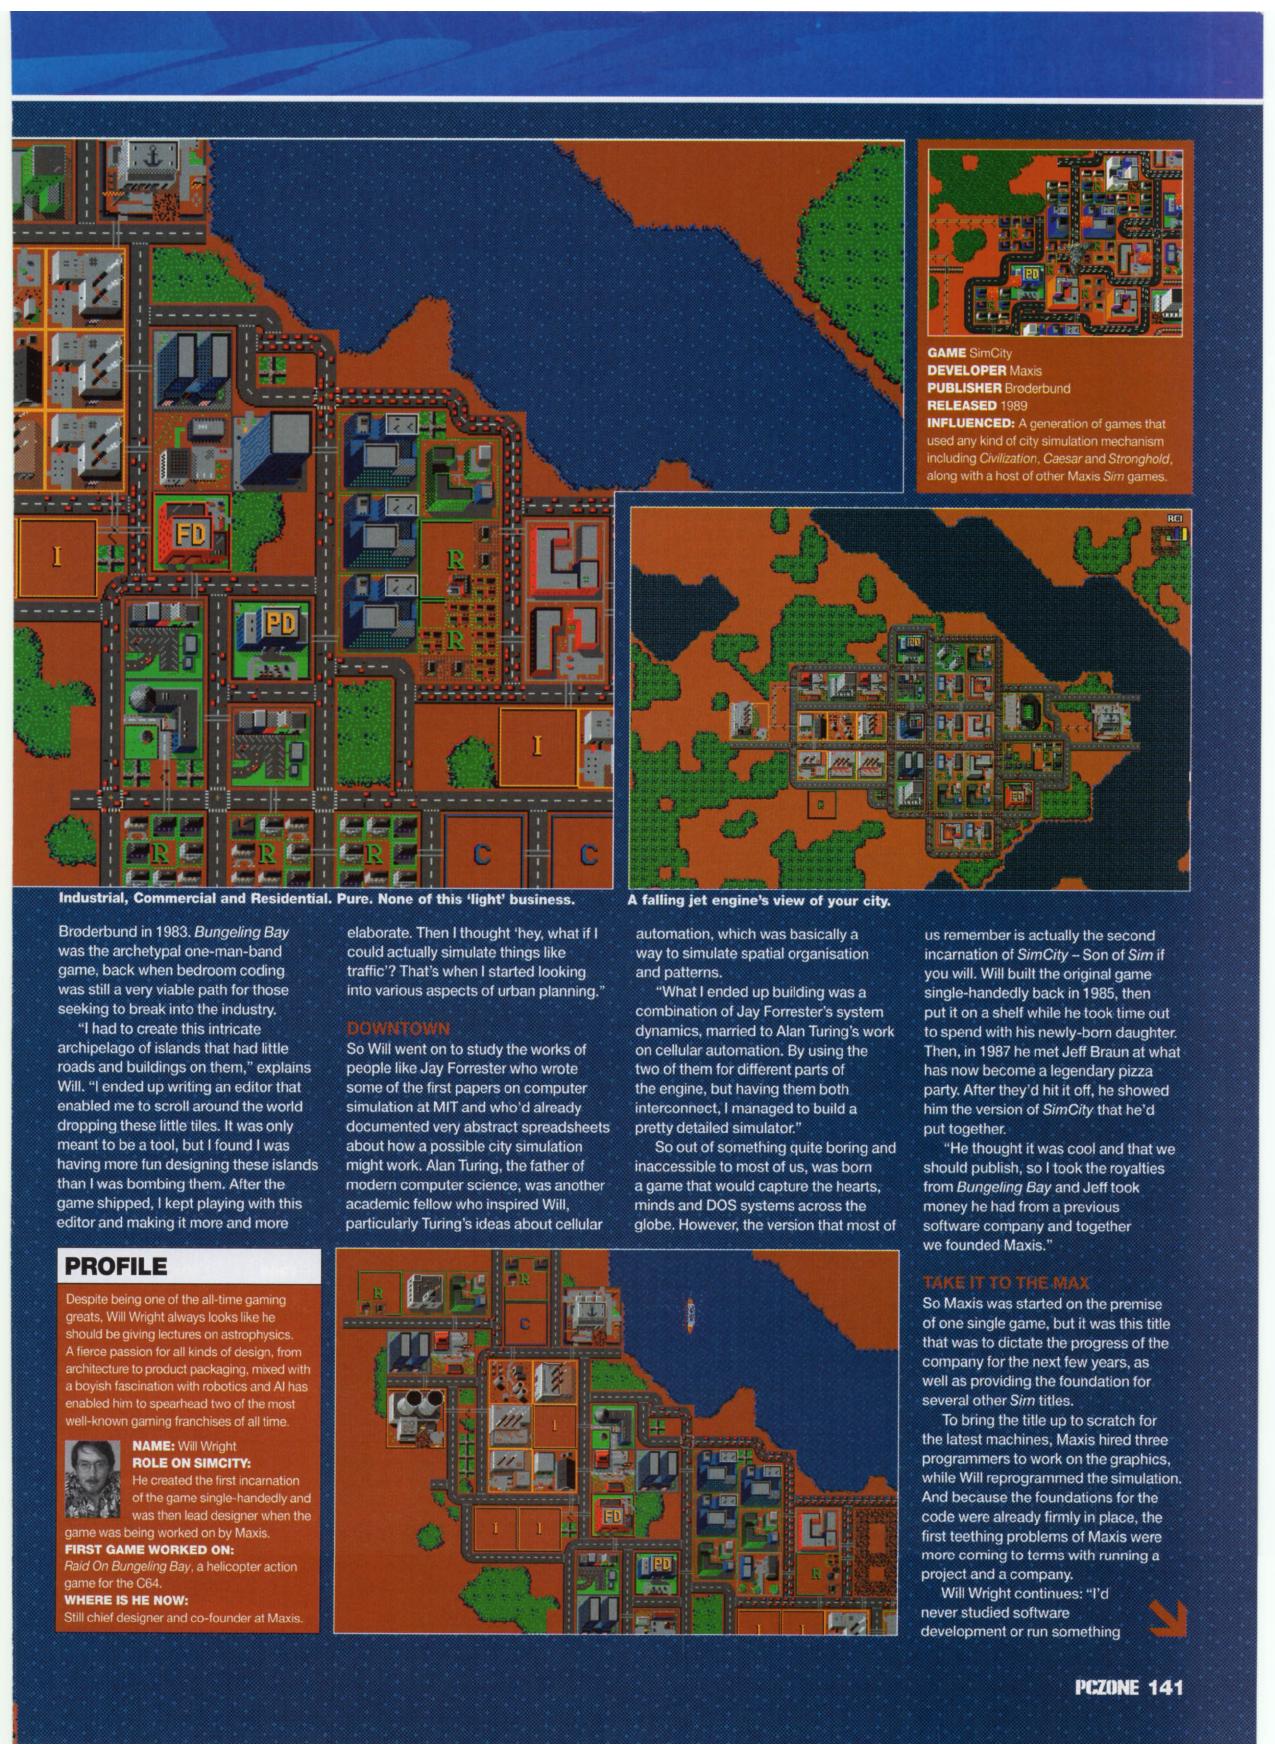 GAME SimCity
DEVELOPER Maxis
PUBLISHER Brøderbund
RELEASED 1989
INFLUENCED: A generation of games that
used any kind of city simulation mechanism
including Civilization, Caesar and Stronghold,
along with a host of other Maxis Sim games.
PD
FD
I
PD
R
R
I
R
R
R
C
C
RCI
PD
FD
C
Industrial, Commercial and Residential. Pure. None of this ‘light’ business.
A falling jet engine’s view of your city.
Brøderbund in 1983. Bungeling Bay
was the archetypal one-man-band
game, back when bedroom coding
was still a very viable path for those
seeking to break into the industry.
“I had to create this intricate
archipelago of islands that had little
roads and buildings on them,” explains
Will. “I ended up writing an editor that
enabled me to scroll around the world
dropping these little tiles. It was only
meant to be a tool, but I found I was
having more fun designing these islands
than I was bombing them. After the
game shipped, I kept playing with this
editor and making it more and more
elaborate. Then I thought ‘hey, what if I
could actually simulate things like
traffic’? That’s when I started looking
into various aspects of urban planning.”
DOWNTOWN
So Will went on to study the works of
people like Jay Forrester who wrote
some of the first papers on computer
simulation at MIT and who’d already
documented very abstract spreadsheets
about how a possible city simulation
might work. Alan Turing, the father of
modern computer science, was another
academic fellow who inspired Will,
particularly Turing’s ideas about cellular
automation, which was basically a
way to simulate spatial organisation
and patterns.
“What I ended up building was a
combination of Jay Forrester’s system
dynamics, married to Alan Turing’s work
on cellular automation. By using the
two of them for different parts of
the engine, but having them both
interconnect, I managed to build a
pretty detailed simulator.”
So out of something quite boring and
inaccessible to most of us, was born
a game that would capture the hearts,
minds and DOS systems across the
globe. However, the version that most of
us remember is actually the second
incarnation of SimCity – Son of Sim if
you will. Will built the original game
single-handedly back in 1985, then
put it on a shelf while he took time out
to spend with his newly-born daughter.
Then, in 1987 he met Jeff Braun at what
has now become a legendary pizza
party. After they’d hit it off, he showed
him the version of SimCity that he’d
put together.
“He thought it was cool and that we
should publish, so I took the royalties
from Bungeling Bay and Jeff took
money he had from a previous
software company and together
we founded Maxis.”
TAKE IT TO THE MAX
So Maxis was started on the premise
of one single game, but it was this title
that was to dictate the progress of the
company for the next few years, as
well as providing the foundation for
several other Sim titles.
To bring the title up to scratch for
the latest machines, Maxis hired three
programmers to work on the graphics,
while Will reprogrammed the simulation.
And because the foundations for the
code were already firmly in place, the
first teething problems of Maxis were
more coming to terms with running a
project and a company.
Will Wright continues: “I’d
never studied software
development or run something
PROFILE
Despite being one of the all-time gaming
greats, Will Wright always looks like he
should be giving lectures on astrophysics.
A fierce passion for all kinds of design, from
architecture to product packaging, mixed with
a boyish fascination with robotics and AI has
enabled him to spearhead two of the most
well-known gaming franchises of all time.
NAME: Will Wright
ROLE ON SIMCITY:
He created the first incarnation
of the game single-handedly and
was then lead designer when the
game was being worked on by Maxis.
FIRST GAME WORKED ON:
Raid On Bungeling Bay, a helicopter action
game for the C64.
WHERE IS HE NOW:
Still chief designer and co-founder at Maxis.
R
R
C
I
I
I
FD
PD
R
I
I
PCZONE 141